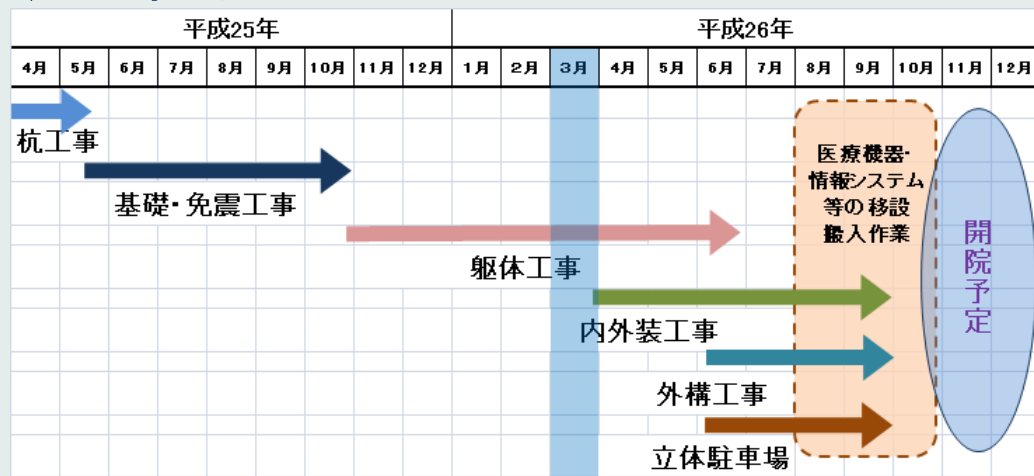 平成25年 平成26年
4月 5月 6月 7月 8月 9月 10月 11月 12月 1月 2月 3月 4月 5月 6月 7月 8月 9月 10月 11月 12月
杭工事
基礎・免震工事
躯体工事
内外装工事
外構工事
立体駐車場
医療機器・
情報システム
等の移設
搬入作業
開院予定